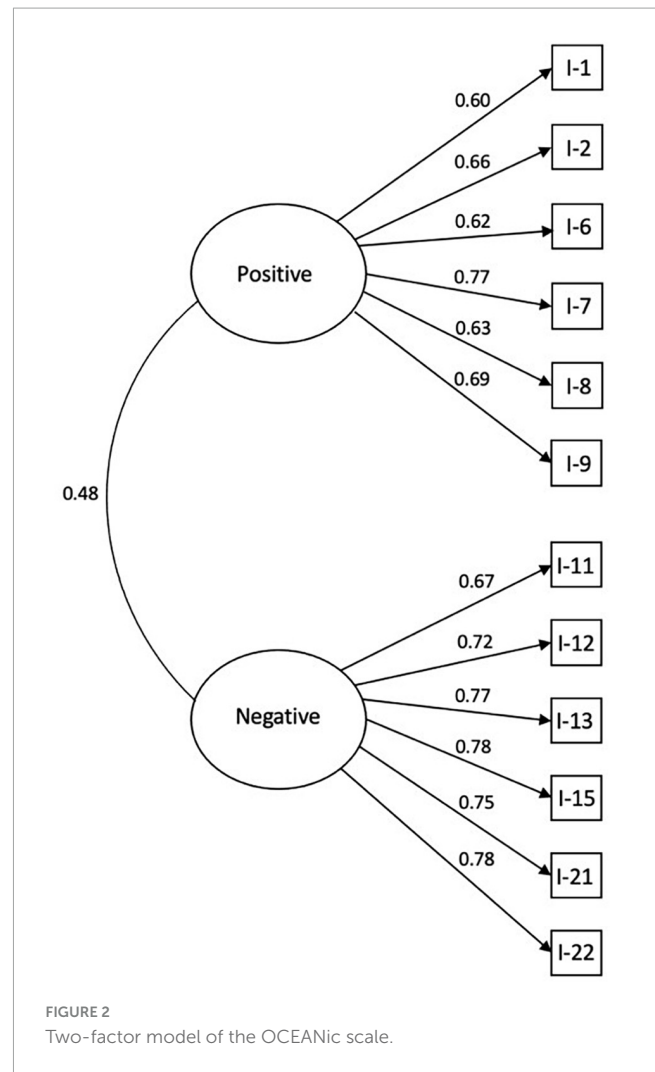 I-1
0.60
I-2
0.66
I-6
0.62
Positive
0.77
I-7
0.63
I-8
0.69
I-9
0.48
I-11
0.67
I-12
0.72
0.77
Negative
I-13
0.78
I-15
0.75
I-21
0.78
I-22
FIGURE 2
Two-factor model of the OCEANic scale.